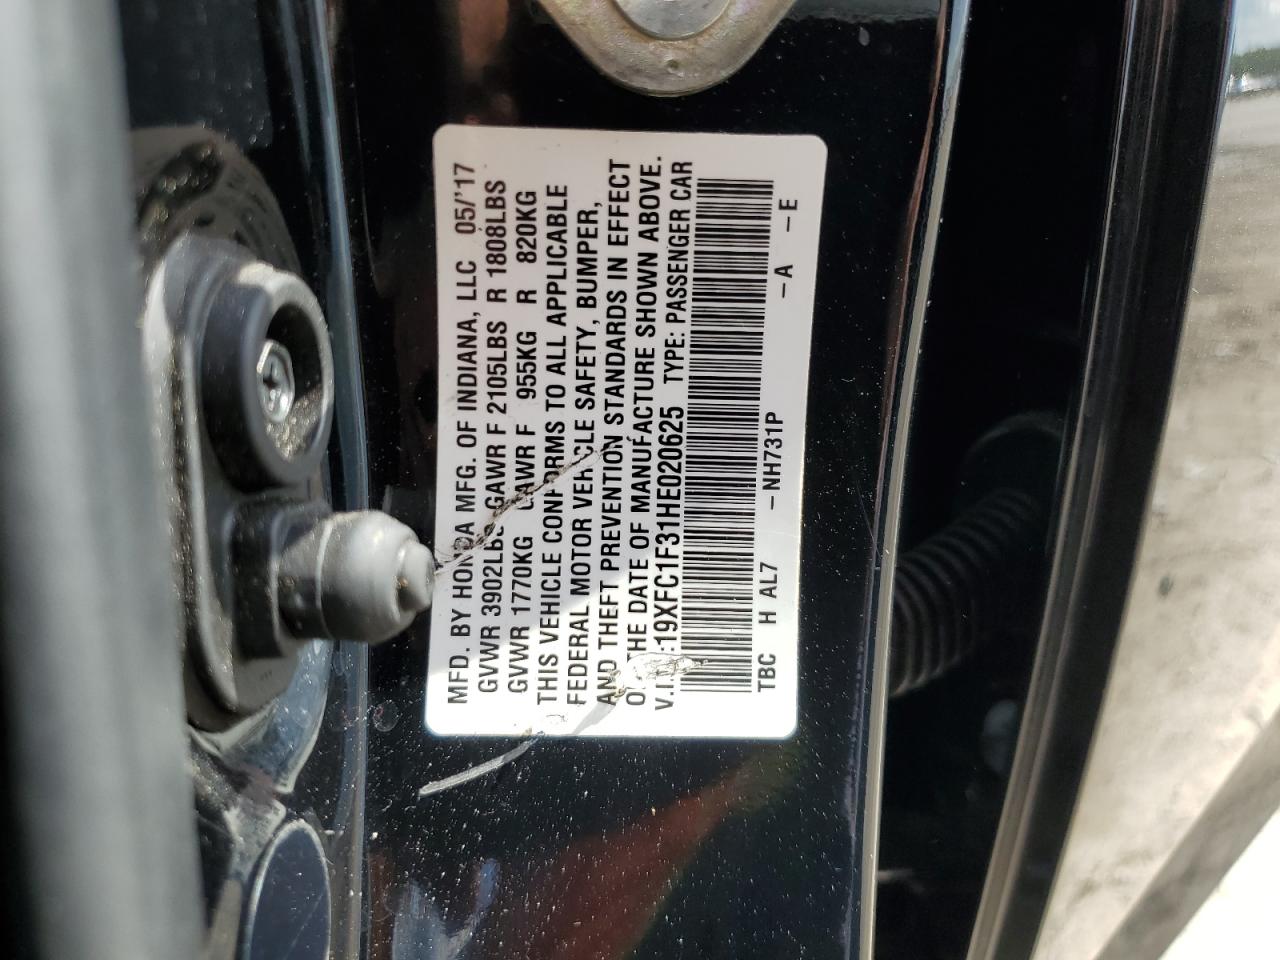 MFD. BY HONDA MFG. OF INDIANA, LLC 05/'17
GVWR 3902LBS GAWR F 2105LBS R 1808LBS
GVWR 1770KG GAWR F 955KG R 820KG
THIS VEHICLE CONFORMS TO ALL APPLICABLE
FEDERAL MOTOR VEHICLE SAFETY, BUMPER,
AND THEFT PREVENTION STANDARDS IN EFFECT
ON THE DATE OF MANUFACTURE SHOWN ABOVE.
V.I.N.:19XFC1F31HE020625 TYPE: PASSENGER CAR
TBC H AL7 –NH731P –A –E